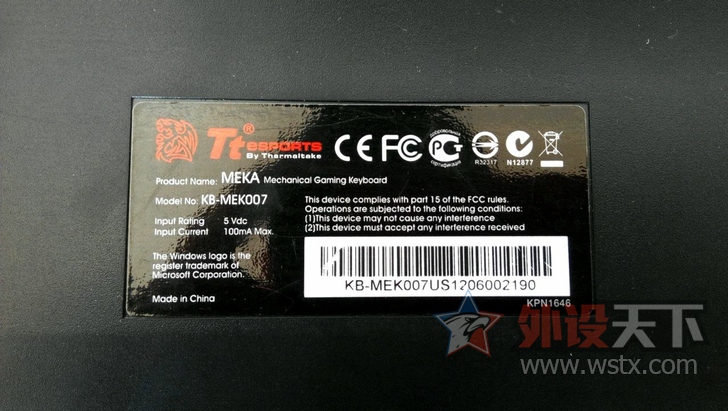 Tt® eSPORTS
By Thermaltake
CE FC PG
добровольная
сертификация
R32317
N12877
Product Name: MEKA Mechanical Gaming Keyboard
Model No: KB-MEK007
Input Rating 5 Vdc
Input Current 100mA Max.
This device complies with part 15 of the FCC rules.
Operations are subjected to the following conditions:
(1)This device may not cause any interference
(2)This device must accept any interference received
The Windows logo is the
register trademark of
Microsoft Corporation.
KB-MEK007US1206002190
Made in China
KPN1646
外设天下
www.wstx.com